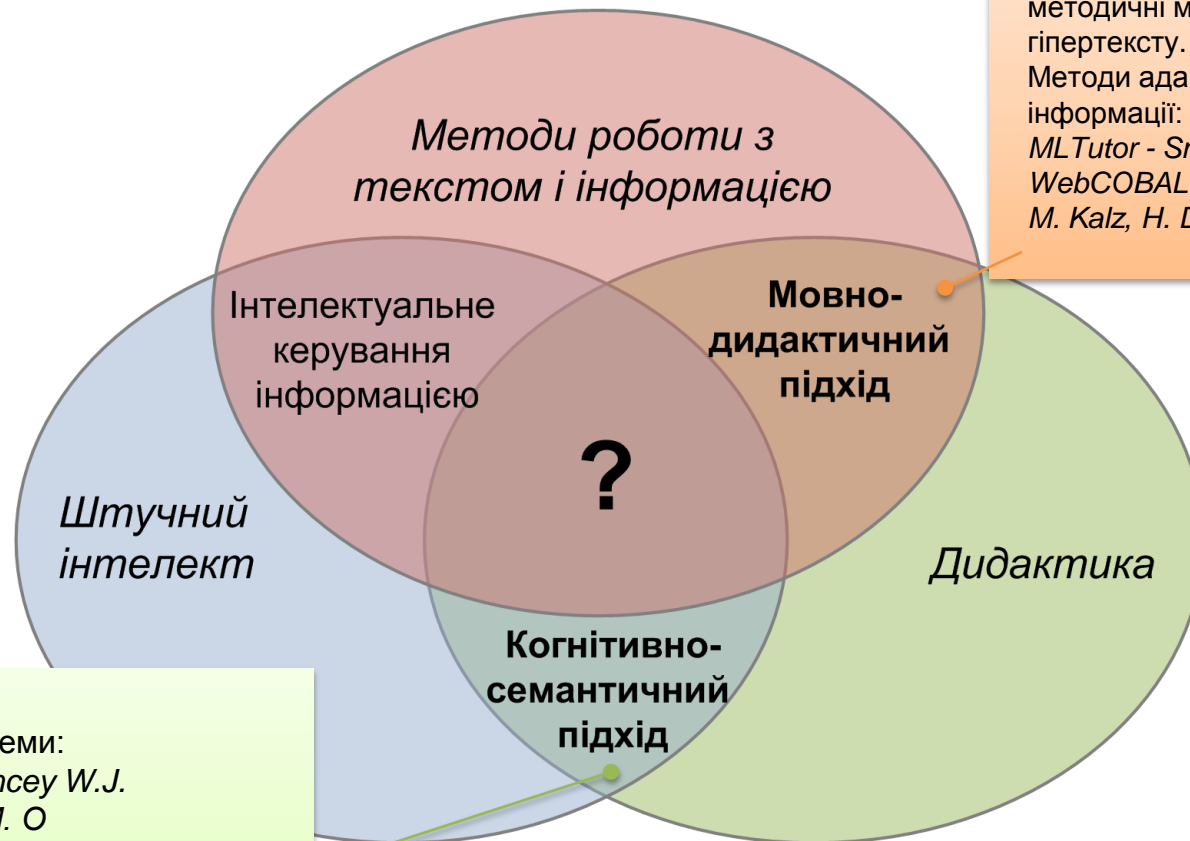 методичні м
гіпертексту.
Методи ада
інформації:
MLTutor - Sr
WebCOBAL
M. Kalz, H. D
Методи роботи з
текстом і інформацією
Інтелектуальне
керування
інформацією
Мовно-
дидактичний
підхід
?
Штучний
інтелект
Дидактика
Когнітивно-
семантичний
підхід
еми:
ncey W.J.
М. О